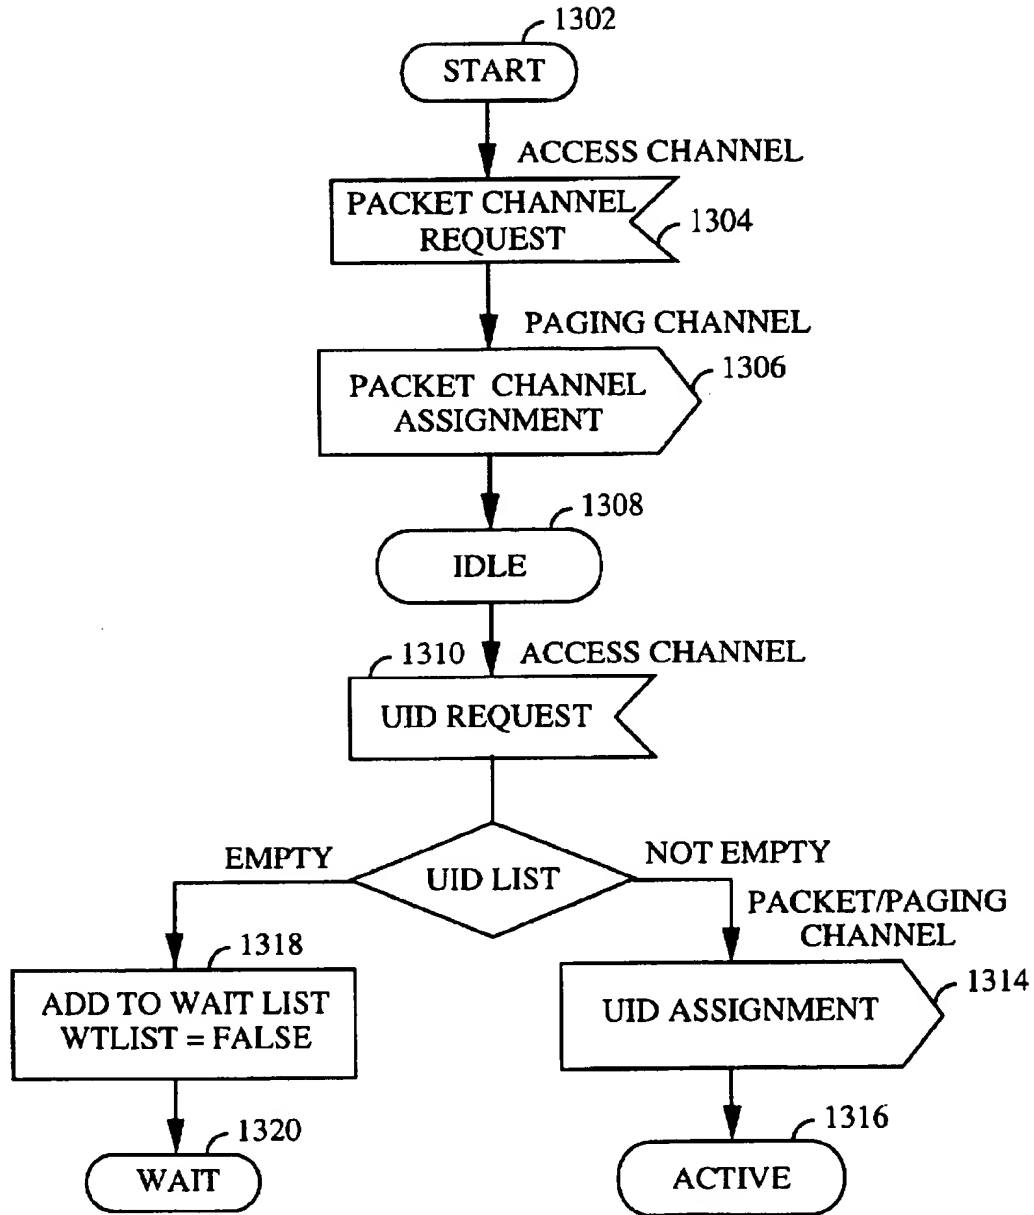 1302
START
ACCESS CHANNEL
PACKET CHANNEL
REQUEST
1304
PAGING CHANNEL
PACKET CHANNEL
ASSIGNMENT
1306
1308
IDLE
1310
ACCESS CHANNEL
UID REQUEST
EMPTY
UID LIST
NOT EMPTY
PACKET/PAGING
CHANNEL
1318
ADD TO WAIT LIST
WTLIST = FALSE
UID ASSIGNMENT
1314
1320
WAIT
1316
ACTIVE